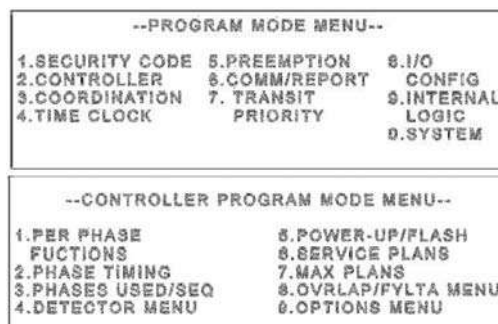 --PROGRAM MODE MENU--
1.SECURITY CODE 5.PREEMPTION 8.I/O
2.CONTROLLER 6.COMM/REPORT CONFIG
3.COORDINATION 7. TRANSIT 9.INTERNAL
4.TIME CLOCK PRIORITY LOGIC
0.SYSTEM
--CONTROLLER PROGRAM MODE MENU--
1.PER PHASE 5.POWER-UP/FLASH
FUCTIONS 6.SERVICE PLANS
2.PHASE TIMING 7.MAX PLANS
3.PHASES USED/SEQ 8.OVRLAP/FYLTA MENU
4.DETECTOR MENU 9.OPTIONS MENU